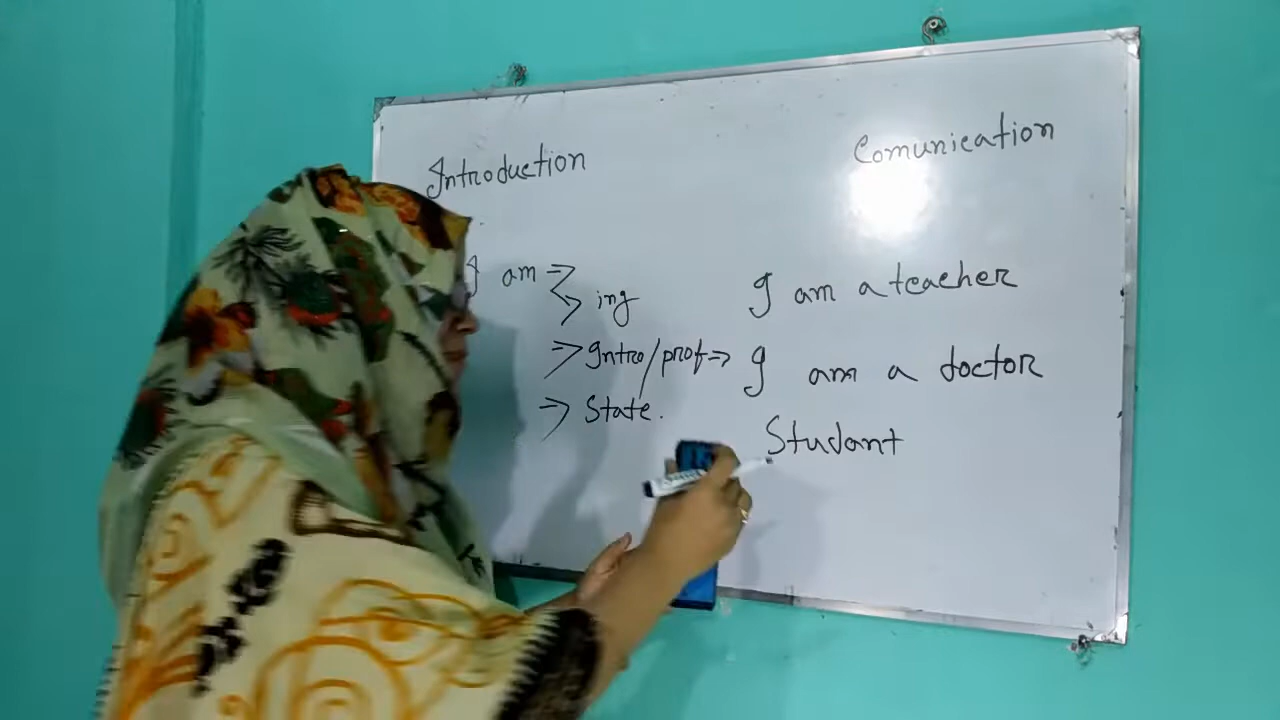 Introduction
Comunication
I am → → ing
I am a teacher
→ Intro/prof ⇒ I am a doctor
→ State.
Studant